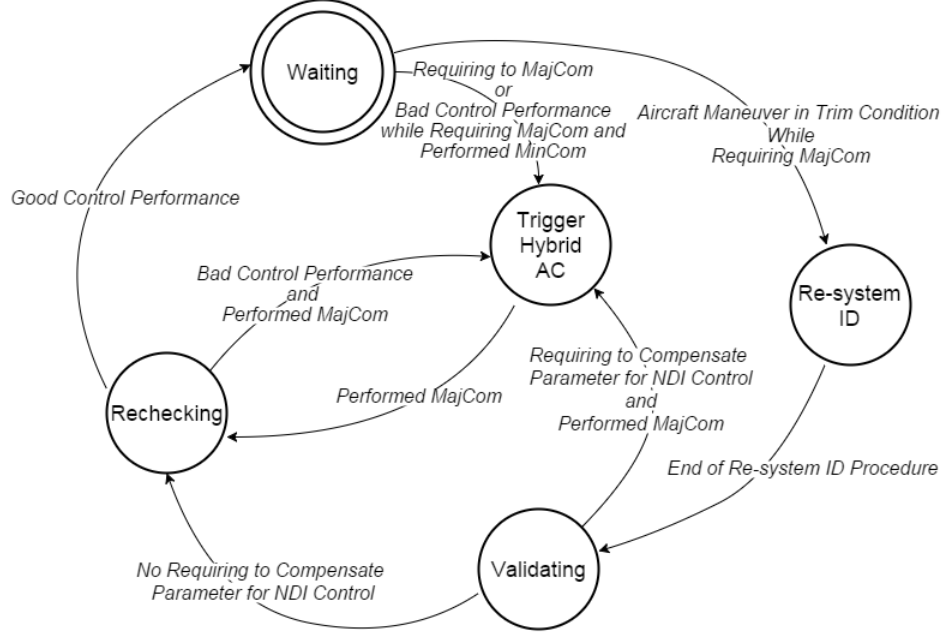 Waiting
Requiring to MajCom
or
Bad Control Performance
while Requiring MajCom and
Performed MinCom
Aircraft Maneuver in Trim Condition
While
Requiring MajCom
Good Control Performance
Trigger
Hybrid
AC
Bad Control Performance
and
Performed MajCom
Re-system
ID
Requiring to Compensate
Parameter for NDI Control
and
Performed MajCom
Performed MajCom
Rechecking
End of Re-system ID Procedure
Validating
No Requiring to Compensate
Parameter for NDI Control